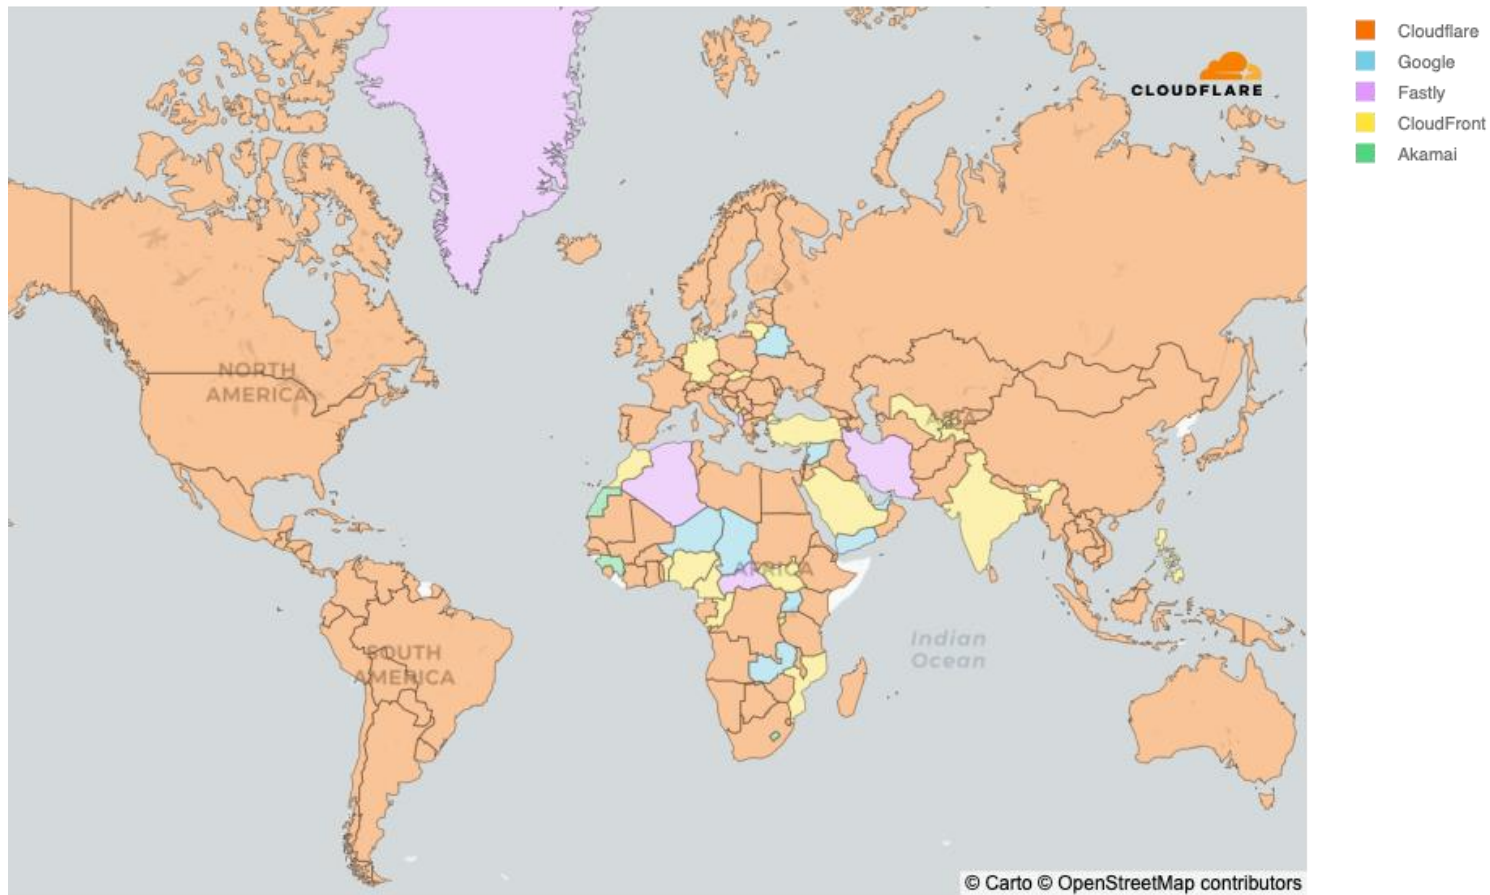 CLOUDFLARE
NORTH
AMERICA
ASIA
AFRICA
SOUTH
AMERICA
Indian
Ocean
© Carto © OpenStreetMap contributors
Cloudflare
Google
Fastly
CloudFront
Akamai